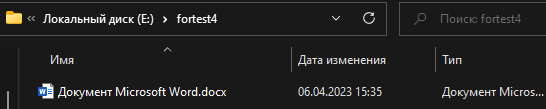 Локальный диск (E:) fortest4 Поиск: fortest4
Имя Дата изменения Тип
Документ Microsoft Word.docx 06.04.2023 15:35 Документ Micros...